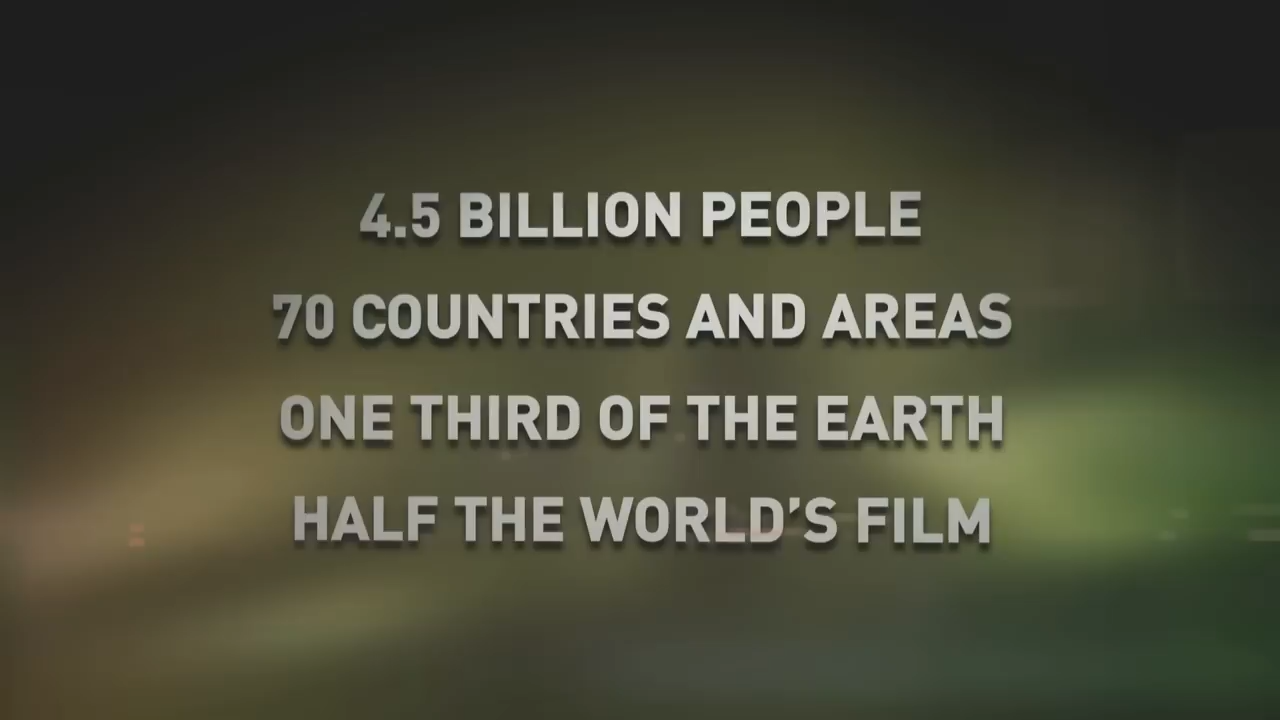 4.5 BILLION PEOPLE
70 COUNTRIES AND AREAS
ONE THIRD OF THE EARTH
HALF THE WORLD'S FILM